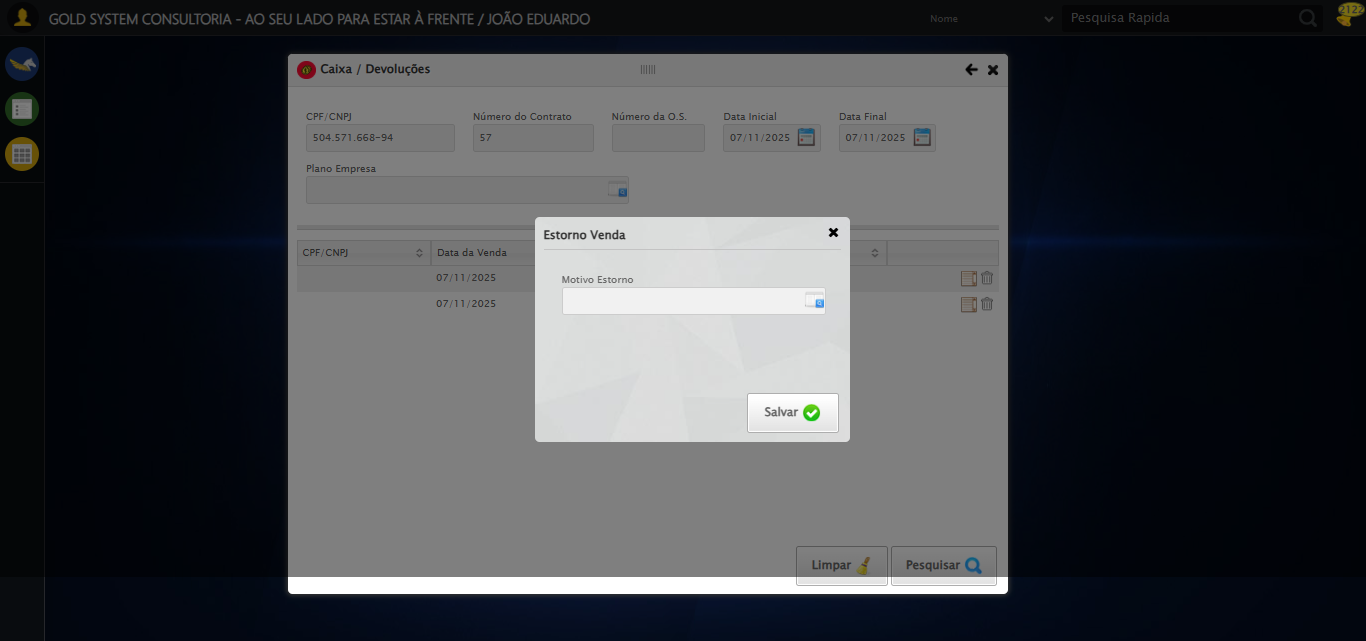 GOLD SYSTEM CONSULTORIA - AO SEU LADO PARA ESTAR À FRENTE / JOÃO EDUARDO
Nome
Pesquisa Rapida
2122
Caixa / Devoluções
CPF/CNPJ
Número do Contrato
Número da O.S.
Data Inicial
Data Final
504.571.668-94
57
07/11/2025
07/11/2025
Plano Empresa
Estorno Venda
CPF/CNPJ
Data da Venda
07/11/2025
07/11/2025
Motivo Estorno
Salvar
Limpar
Pesquisar